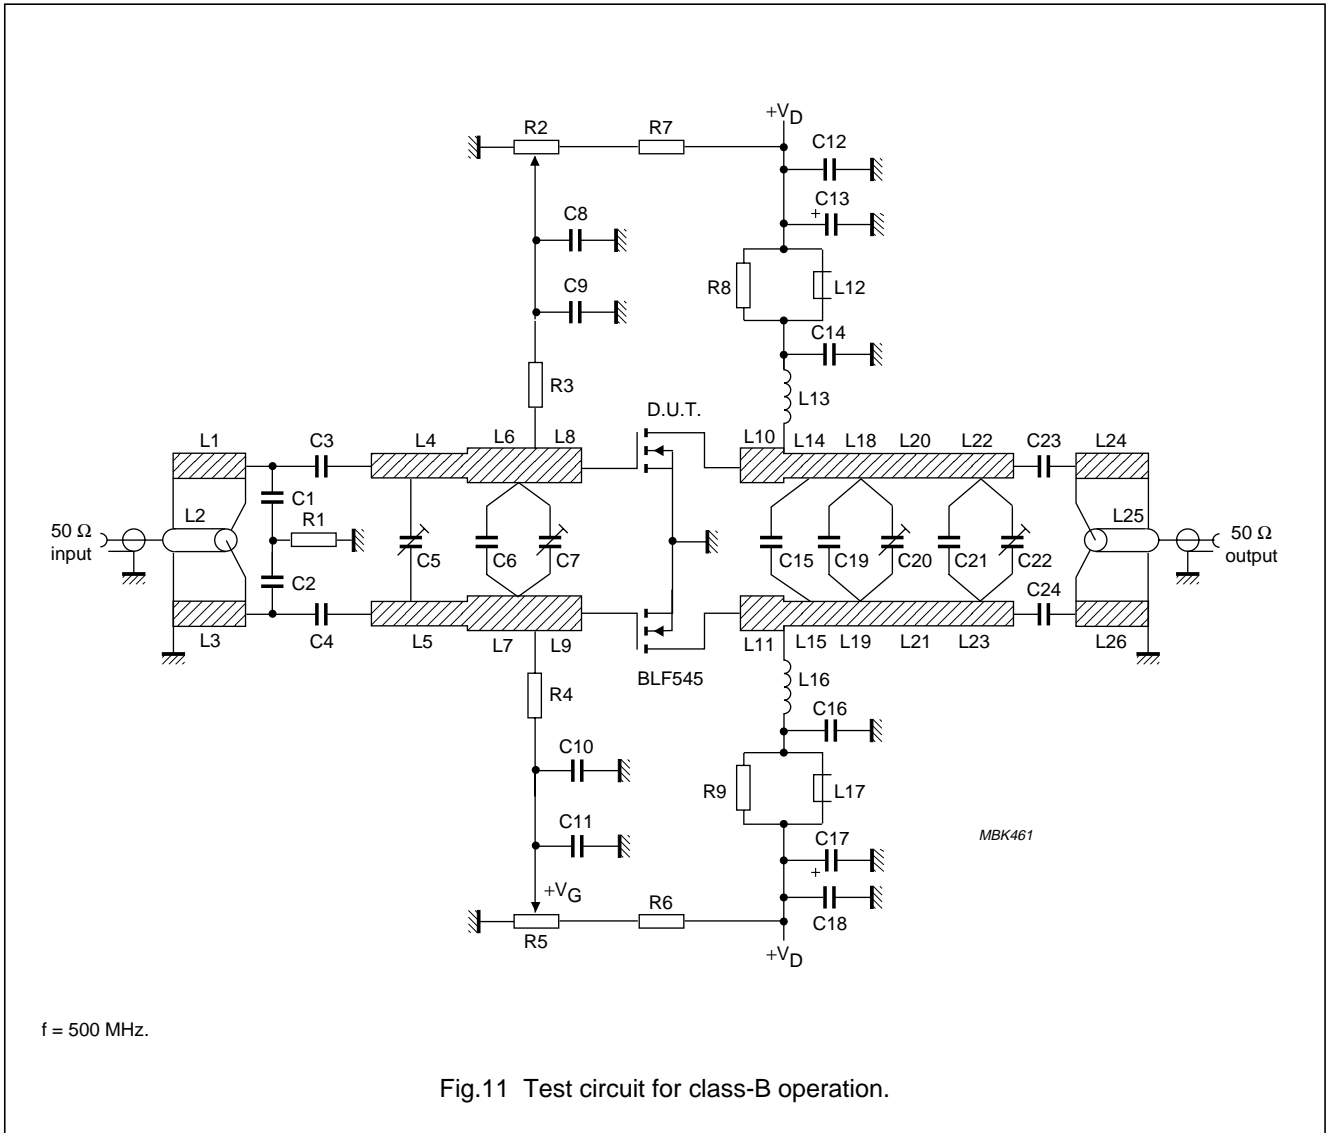 +VD
R2
R7
C12
C13
+
C8
R8
L12
C9
C14
R3
L13
D.U.T.
L1
C3
L4
L6
L8
L10
L14
L18
L20
L22
C23
L24
C1
L2
R1
50 Ω
input
C5
C6
C7
C15
C19
C20
C21
C22
L25
50 Ω
output
C2
C24
L3
C4
L5
L7
L9
L11
L15
L19
L21
L23
L26
BLF545
L16
R4
C16
C10
R9
L17
C11
C17
+
MBK461
+VG
R6
C18
R5
+VD
f = 500 MHz.
Fig.11 Test circuit for class-B operation.